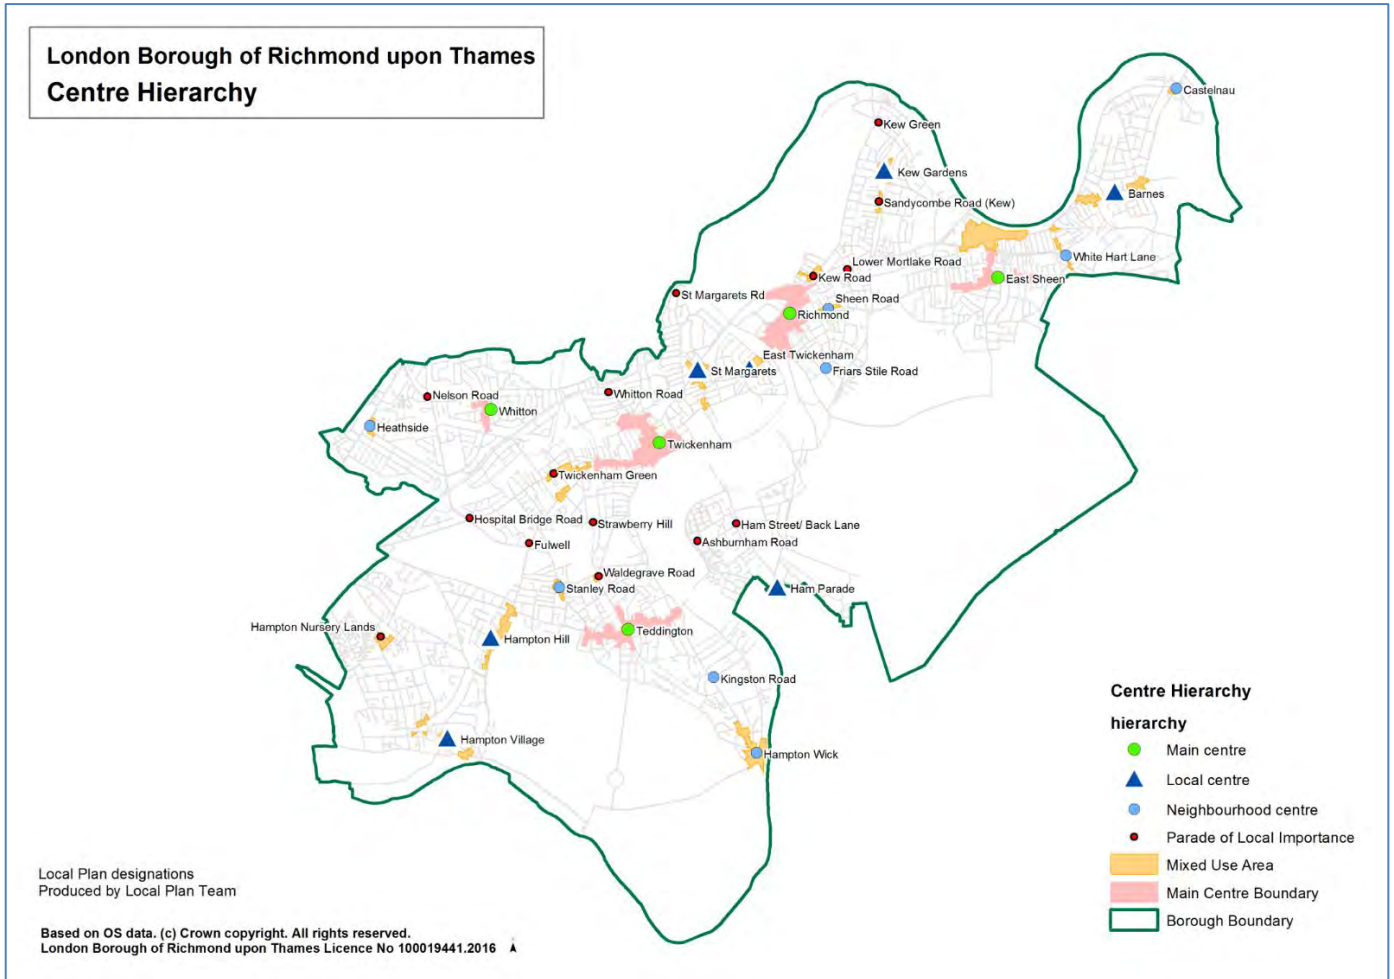 London Borough of Richmond upon Thames
Centre Hierarchy
Castelnau
Kew Green
Kew Gardens
Barnes
Sandycombe Road (Kew)
White Hart Lane
Lower Mortlake Road
Kew Road
East Sheen
St Margarets Rd
Sheen Road
Richmond
East Twickenham
St Margarets
Friars Stile Road
Nelson Road
Whitton Road
Whitton
Heathside
Twickenham
Twickenham Green
Hospital Bridge Road
Strawberry Hill
Ham Street/ Back Lane
Fulwell
Ashburnham Road
Waldegrave Road
Stanley Road
Ham Parade
Hampton Nursery Lands
Hampton Hill
Teddington
Kingston Road
Hampton Village
Hampton Wick
Centre Hierarchy
hierarchy
Main centre
Local centre
Neighbourhood centre
Parade of Local Importance
Mixed Use Area
Main Centre Boundary
Borough Boundary
Local Plan designations
Produced by Local Plan Team
Based on OS data. (c) Crown copyright. All rights reserved.
London Borough of Richmond upon Thames Licence No 100019441.2016